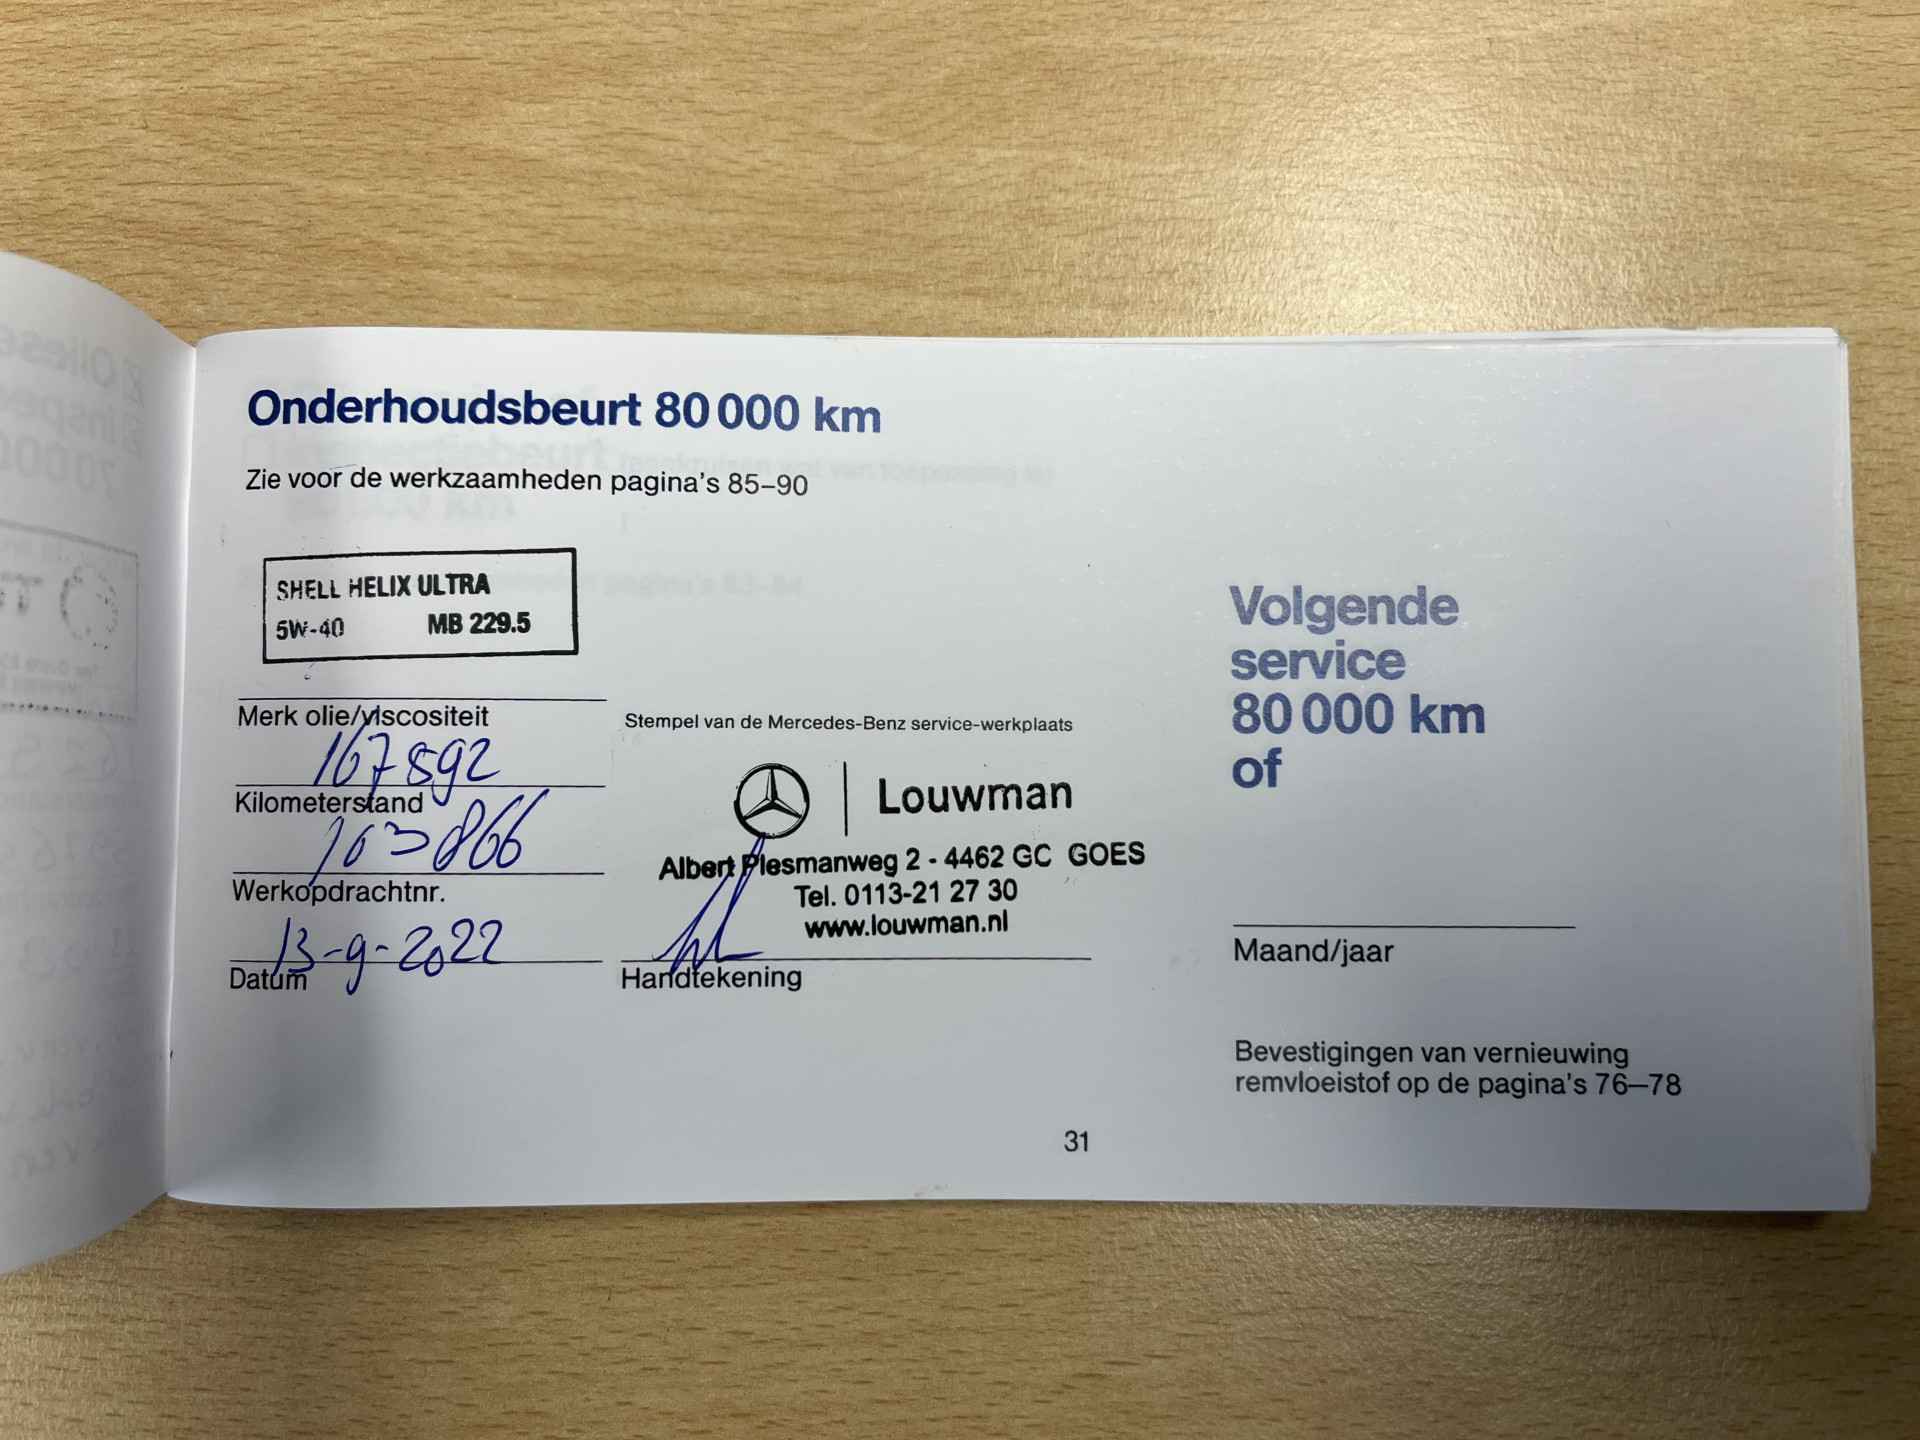 Onderhoudsbeurt 80 000 km
Zie voor de werkzaamheden pagina's 85–90
SHELL HELIX ULTRA
5W-40 MB 229.5
Merk olie/viscositeit
167892
Kilometerstand
103866
Werkopdrachtnr.
13-9-2022
Datum
Stempel van de Mercedes-Benz service-werkplaats
Louwman
Albert Plesmanweg 2 - 4462 GC GOES
Tel. 0113-21 27 30
www.louwman.nl
Handtekening
Volgende
service
80 000 km
of
Maand/jaar
Bevestigingen van vernieuwing
remvloeistof op de pagina's 76—78
31